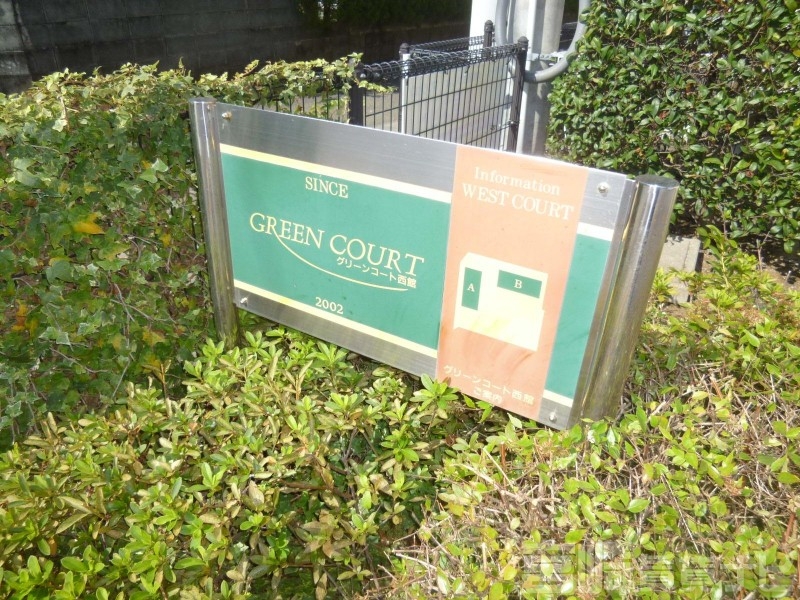 SINCE
GREEN COURT
グリーンコート西館
2002
Information
WEST COURT
A
B
グリーンコート西館
ご案内